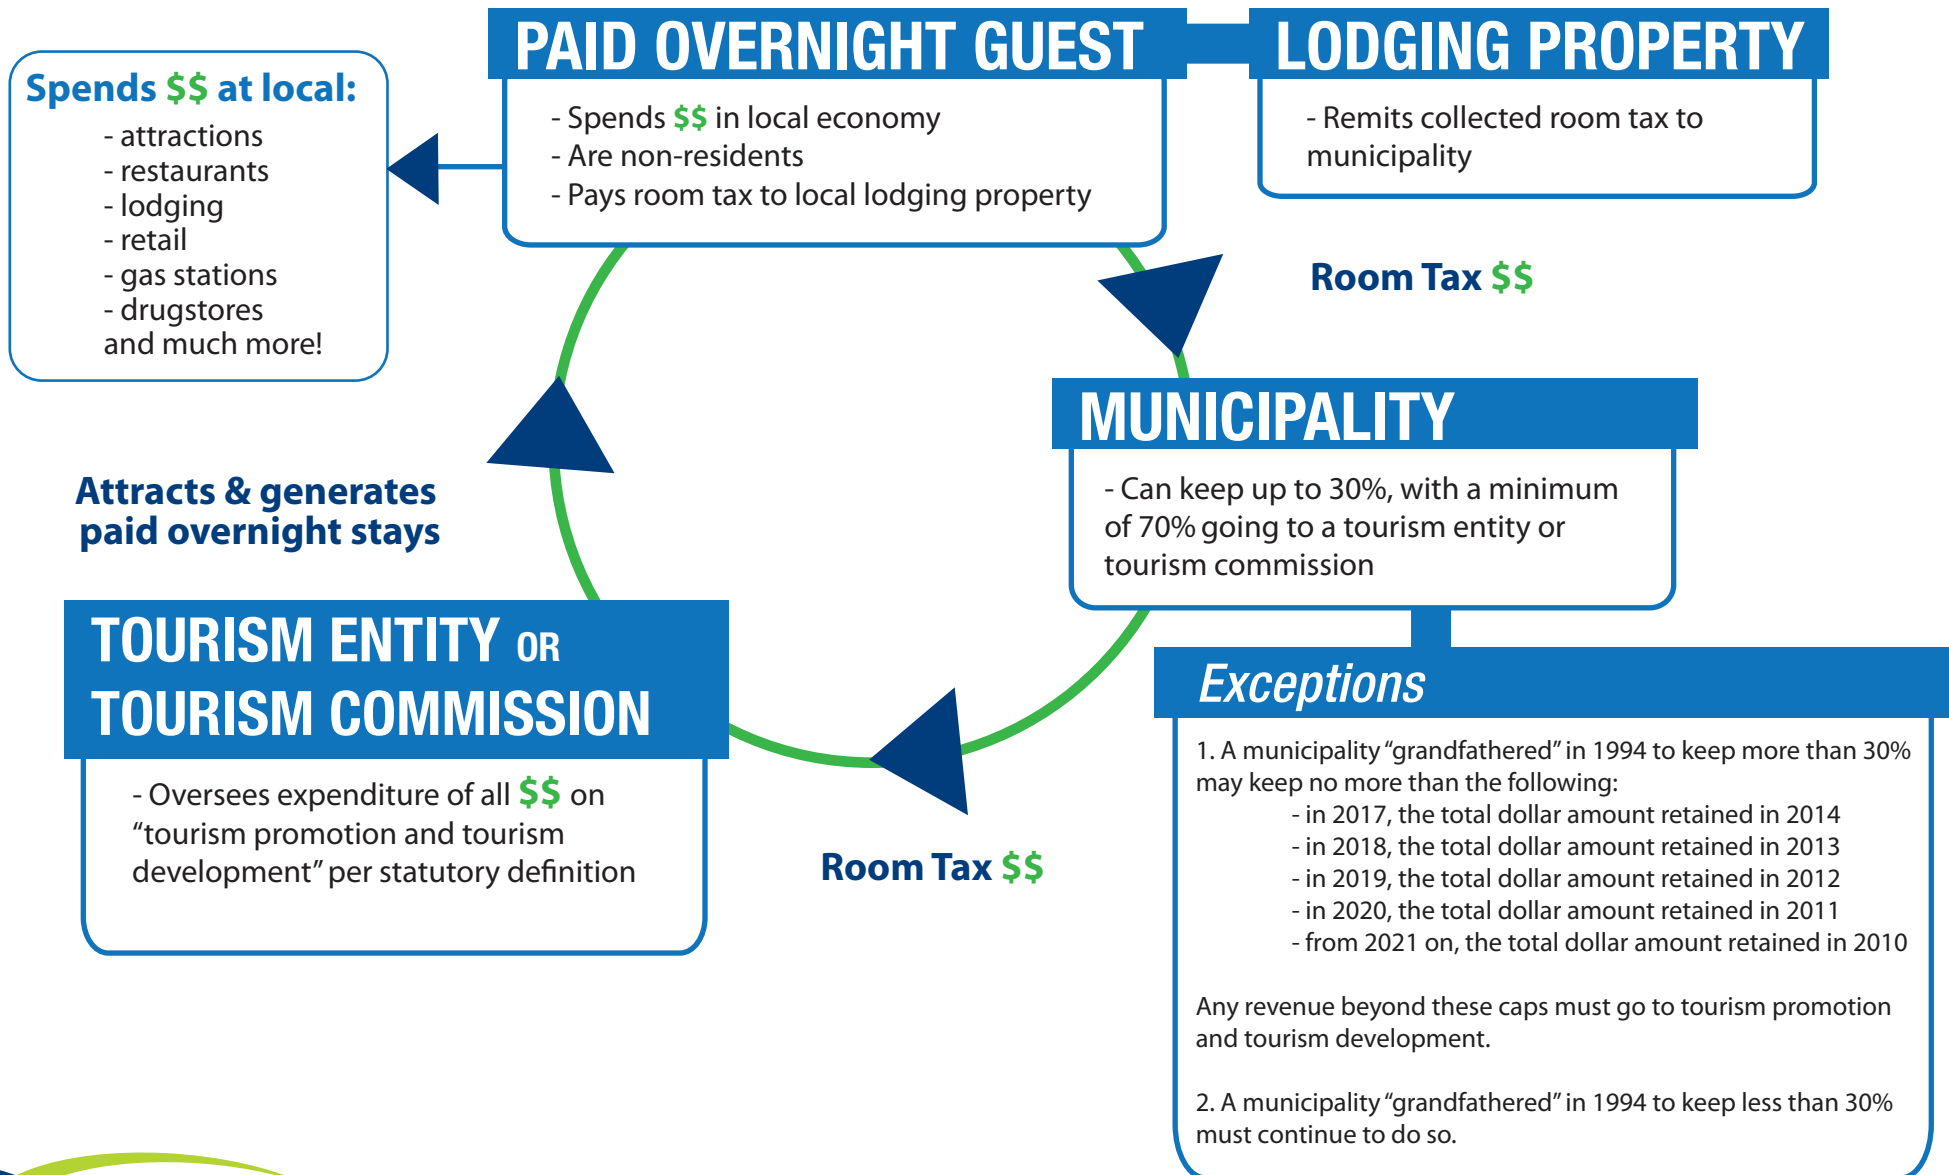 PAID OVERNIGHT GUEST
- Spends $$ in local economy
- Are non-residents
- Pays room tax to local lodging property
LODGING PROPERTY
- Remits collected room tax to
municipality
Spends $$ at local:
- attractions
- restaurants
- lodging
- retail
- gas stations
- drugstores
and much more!
Room Tax $$
MUNICIPALITY
- Can keep up to 30%, with a minimum
of 70% going to a tourism entity or
tourism commission
Exceptions
1. A municipality “grandfathered” in 1994 to keep more than 30%
may keep no more than the following:
- in 2017, the total dollar amount retained in 2014
- in 2018, the total dollar amount retained in 2013
- in 2019, the total dollar amount retained in 2012
- in 2020, the total dollar amount retained in 2011
- from 2021 on, the total dollar amount retained in 2010
Any revenue beyond these caps must go to tourism promotion
and tourism development.
2. A municipality “grandfathered” in 1994 to keep less than 30%
must continue to do so.
Room Tax $$
TOURISM ENTITY OR
TOURISM COMMISSION
- Oversees expenditure of all $$ on
“tourism promotion and tourism
development” per statutory definition
Attracts & generates
paid overnight stays